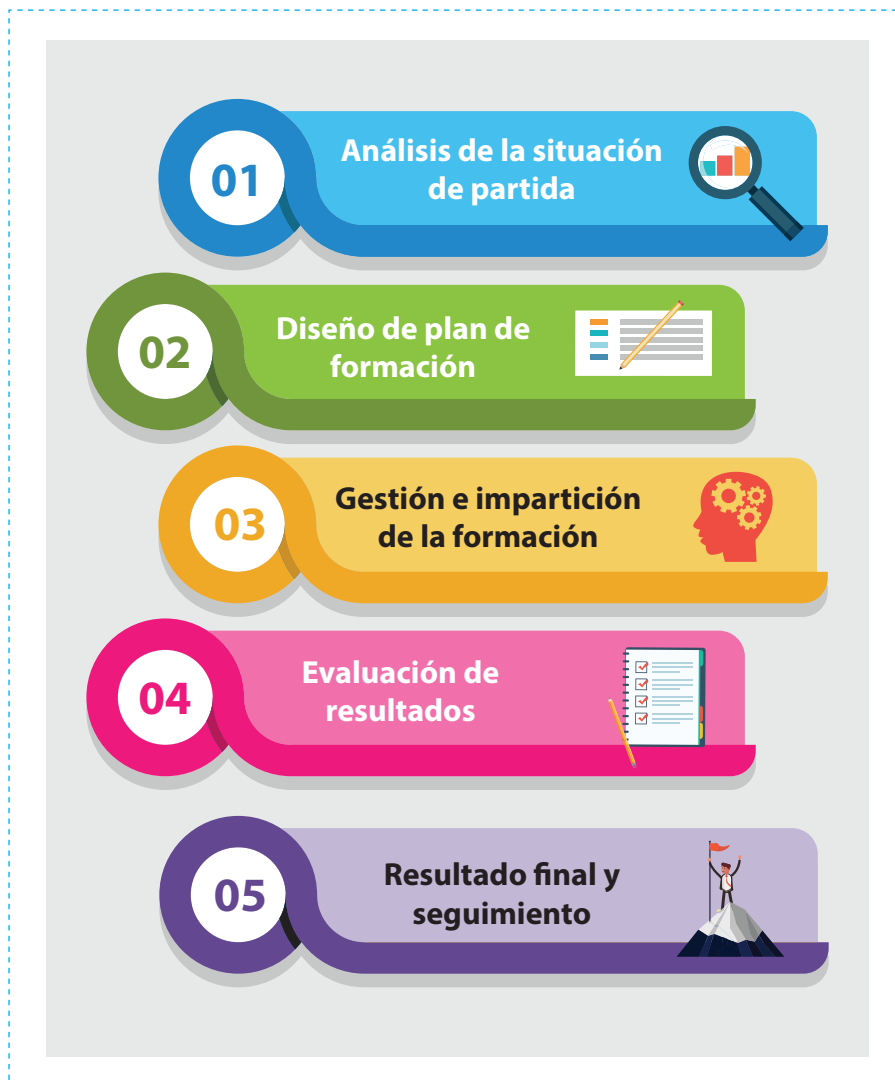 01
Análisis de la situación
de partida
02
Diseño de plan de
formación
03
Gestión e impartición
de la formación
04
Evaluación de
resultados
05
Resultado final y
seguimiento